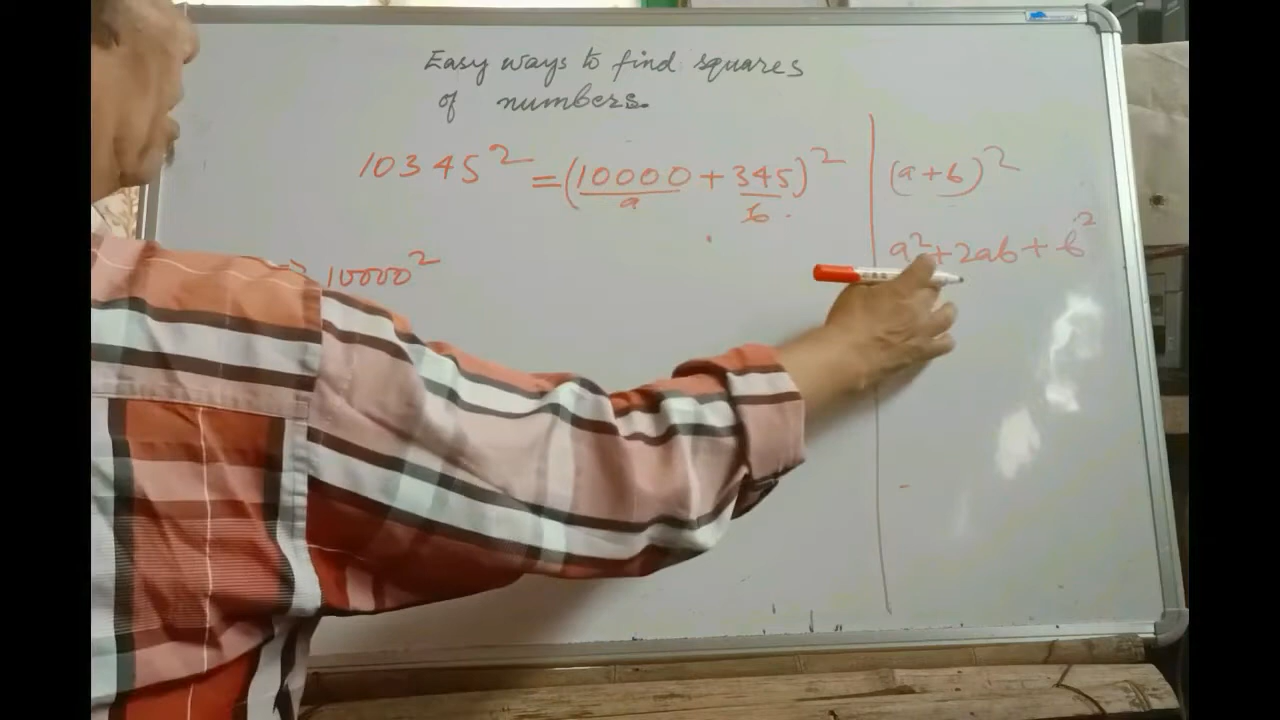 Easy ways to find squares
of numbers.
10345² = (10000 + 345)²
a b
⇒ 10000²
(a+b)²
a²+2ab+b²